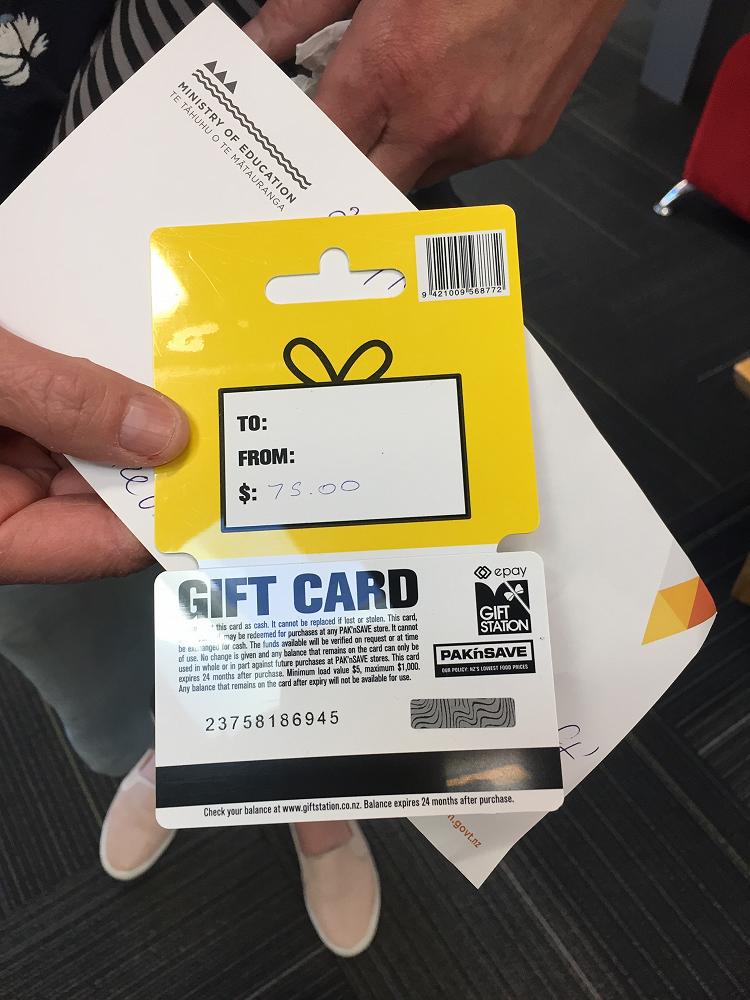 MINISTRY OF EDUCATION
TE TĀHUHU O TE MĀTAURANGA
9 421009 568772
TO:
FROM:
$: 75.00
GIFT CARD
this card as cash. It cannot be replaced if lost or stolen. This card,
may be redeemed for purchases at any PAK'nSAVE store. It cannot
be exchanged for cash. The funds available will be verified on request or at time
of use. No change is given and any balance that remains on the card can only be
used in whole or in part against future purchases at PAK'nSAVE stores. This card
expires 24 months after purchase. Minimum load value $5, maximum $1,000.
Any balance that remains on the card after expiry will not be available for use.
epay
GIFT
STATION
PAK'nSAVE
OUR POLICY: NZ'S LOWEST FOOD PRICES
23758186945
Check your balance at www.giftstation.co.nz. Balance expires 24 months after purchase.
.govt.nz